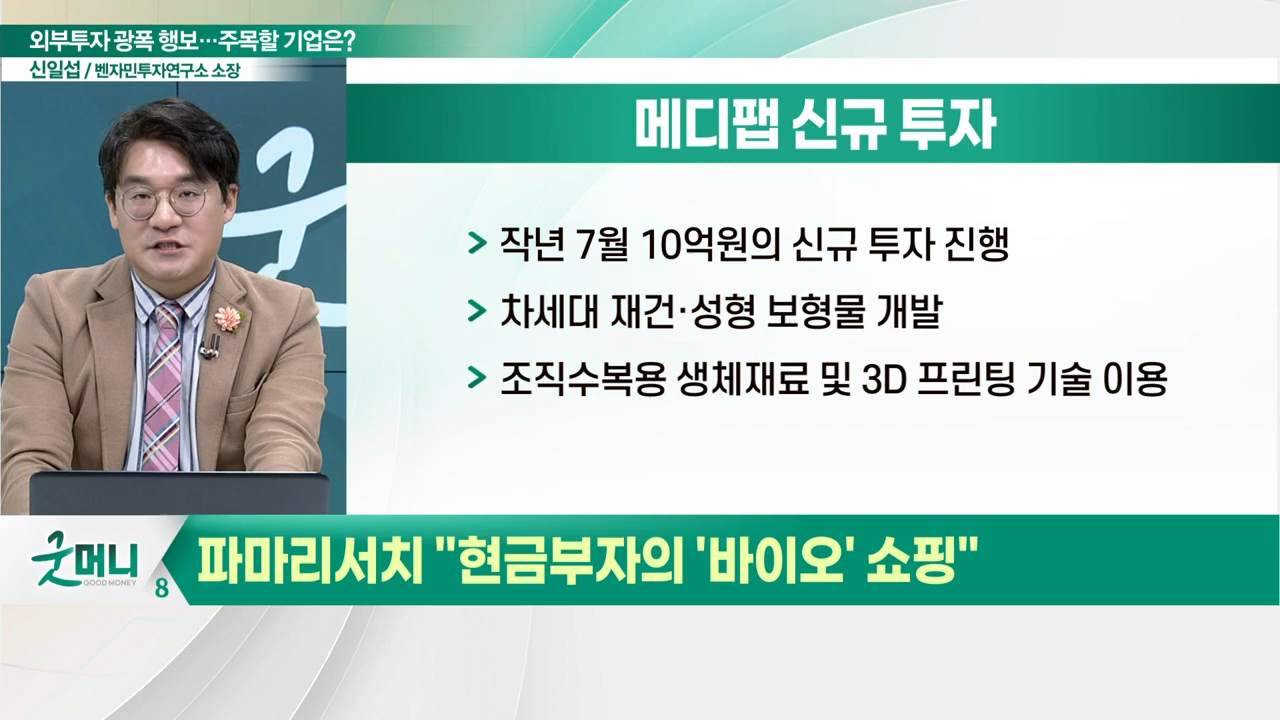 외부투자 광폭 행보…주목할 기업은?
신일섭 / 벤자민투자연구소 소장
메디팹 신규 투자
> 작년 7월 10억원의 신규 투자 진행
> 차세대 재건·성형 보형물 개발
> 조직수복용 생체재료 및 3D 프린팅 기술 이용
굿머니
GOOD MONEY
8
파마리서치 "현금부자의 '바이오' 쇼핑"